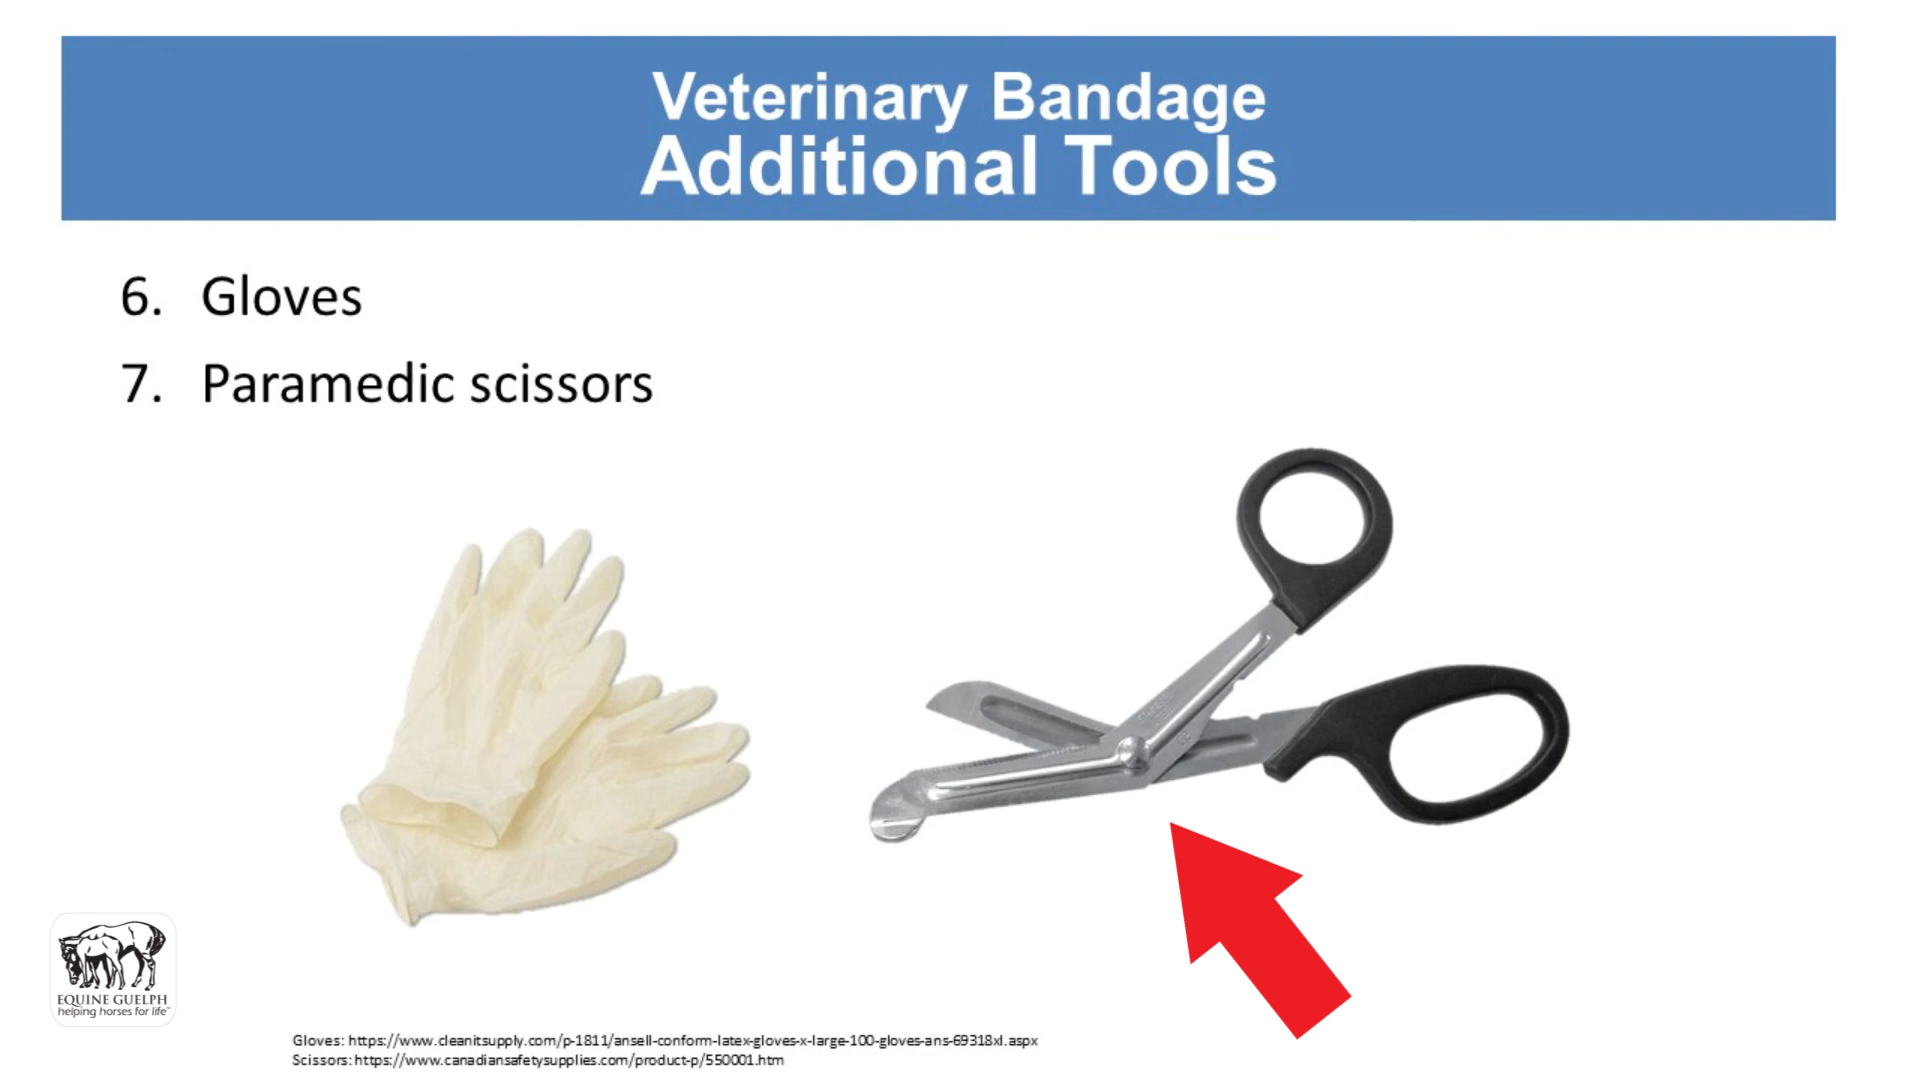 Veterinary Bandage
Additional Tools
6. Gloves
7. Paramedic scissors
EQUINE GUELPH
helping horses for life™
Gloves: https://www.cleanitsupply.com/p-1811/ansell-conform-latex-gloves-x-large-100-gloves-ans-69318xl.aspx
Scissors: https://www.canadiansafetysupplies.com/product-p/550001.htm